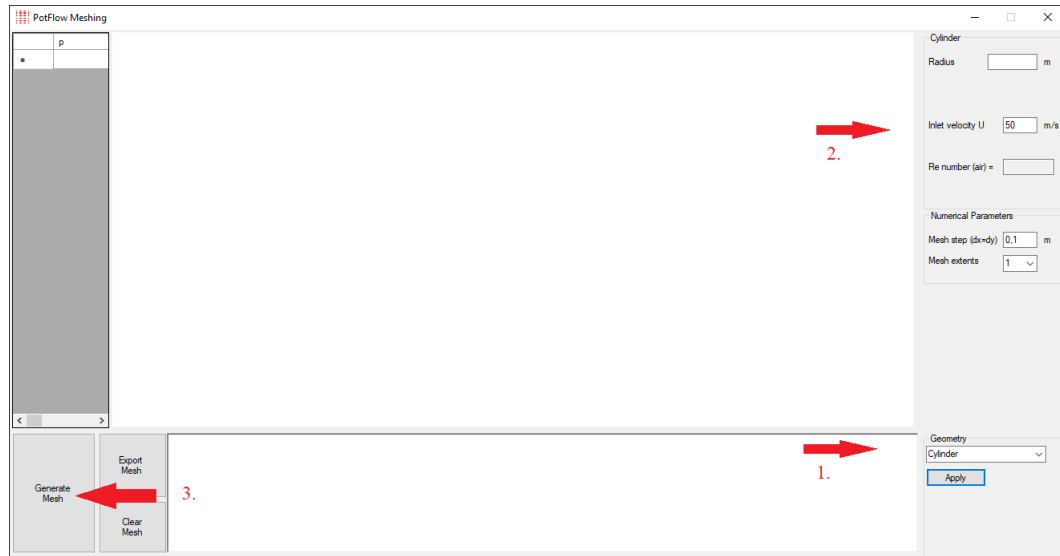 PotFlow Meshing
p
*
Cylinder
Radius m
Inlet velocity U 50 m/s
2.
Re number (air) =
Numerical Parameters
Mesh step (dx=dy) 0,1 m
Mesh extents 1
Geometry
Cylinder
Apply
1.
Generate
Mesh
Export
Mesh
Clear
Mesh
3.